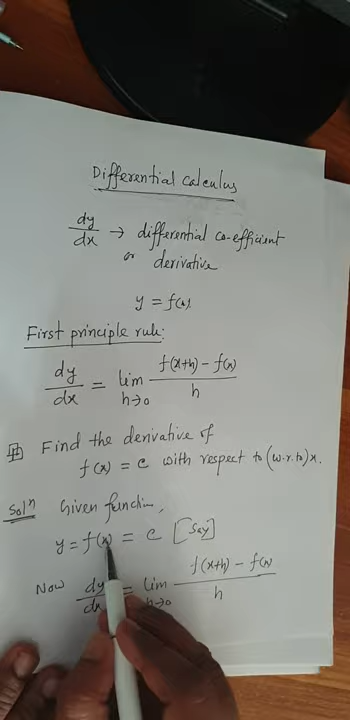 Differential calculus
dy/dx → differential co-efficient
or derivative
y = f(x).
First principle rule:
dy/dx = lim h→0 f(x+h) - f(x) / h
Find the derivative of
f(x) = c with respect to (w.r.to) x.
Solⁿ Given function,
y = f(x) = c [say]
Now dy/dx = lim h→0 f(x+h) - f(x) / h